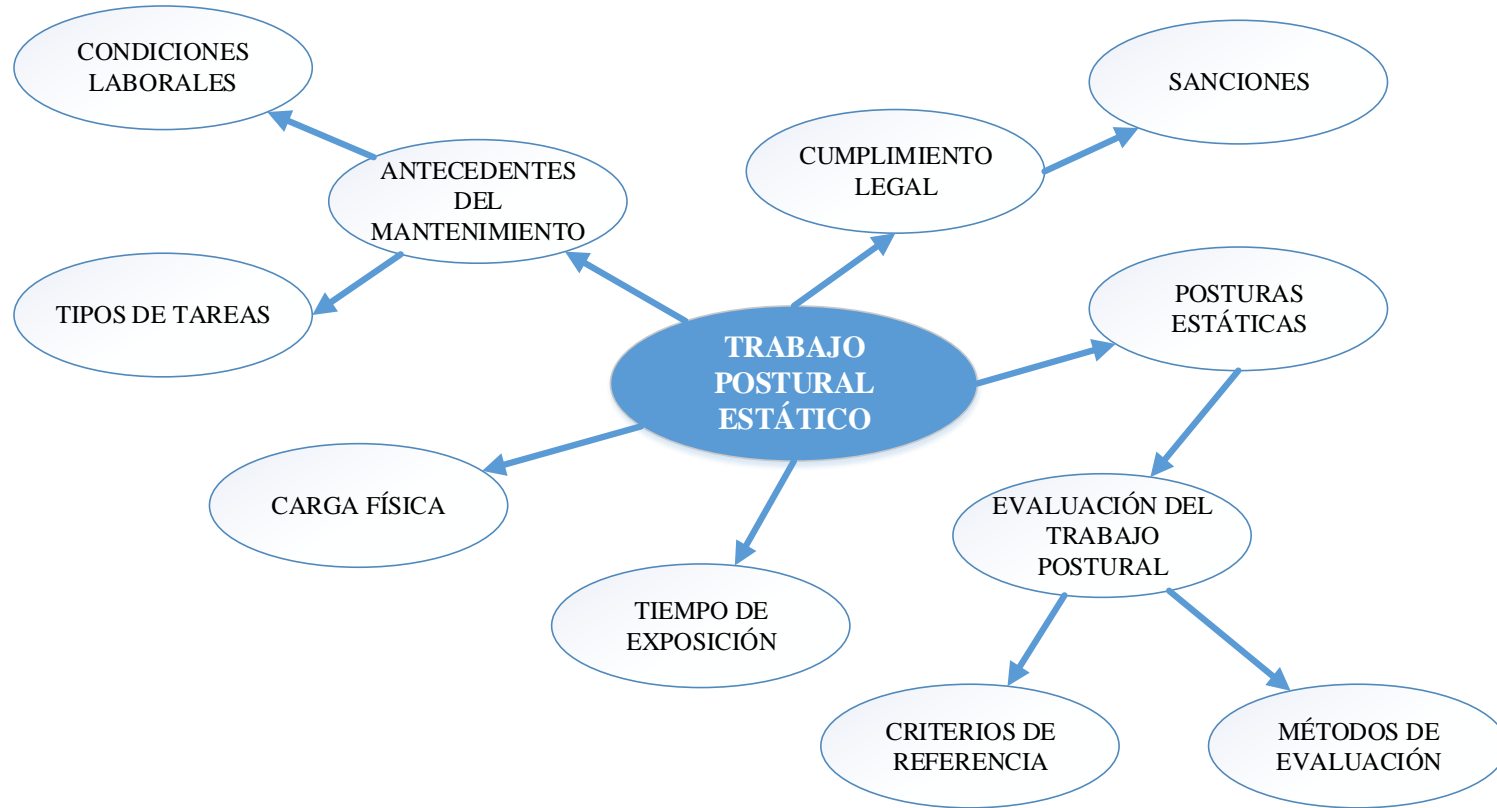 CONDICIONES
LABORALES
SANCIONES
CUMPLIMIENTO
LEGAL
ANTECEDENTES
DEL
MANTENIMIENTO
TIPOS DE TAREAS
POSTURAS
ESTÁTICAS
TRABAJO
POSTURAL
ESTÁTICO
CARGA FÍSICA
EVALUACIÓN DEL
TRABAJO
POSTURAL
TIEMPO DE
EXPOSICIÓN
CRITERIOS DE
REFERENCIA
MÉTODOS DE
EVALUACIÓN